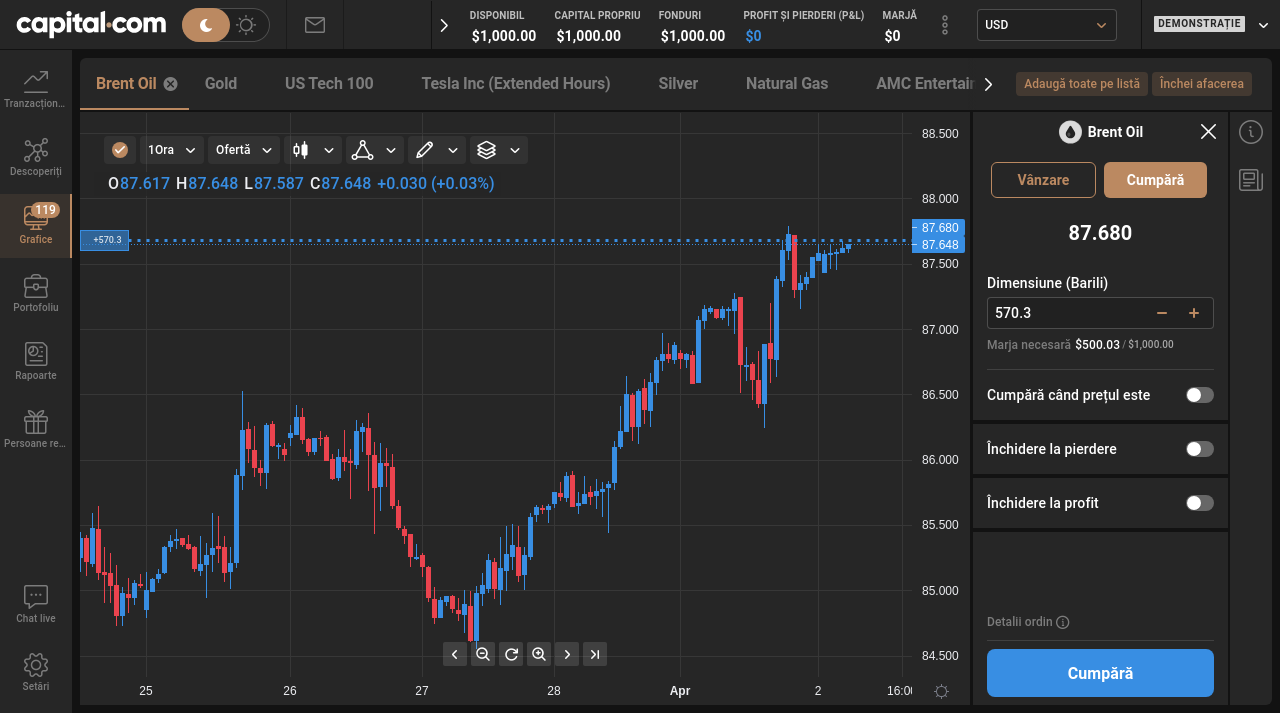 capital.com
DISPONIBIL
$1,000.00
CAPITAL PROPRIU
$1,000.00
FONDURI
$1,000.00
PROFIT ȘI PIERDERI (P&L)
$0
MARJĂ
$0
USD
DEMONSTRAȚIE
Brent Oil
Gold
US Tech 100
Tesla Inc (Extended Hours)
Silver
Natural Gas
AMC Entertain
Adaugă toate pe listă
Închei afacerea
Tranzacțion...
Descoperiți
119
Grafice
Portofoliu
Rapoarte
Persoane re...
Chat live
Setări
1Ora
Ofertă
O87.617 H87.648 L87.587 C87.648 +0.030 (+0.03%)
+570.3
88.500
88.000
87.680
87.648
87.500
87.000
86.500
86.000
85.500
85.000
84.500
25
26
27
28
Apr
2
16:00
Brent Oil
Vânzare
Cumpără
87.680
Dimensiune (Barili)
570.3
Marja necesară $500.03 / $1,000.00
Cumpără când prețul este
Închidere la pierdere
Închidere la profit
Detalii ordin
Cumpără